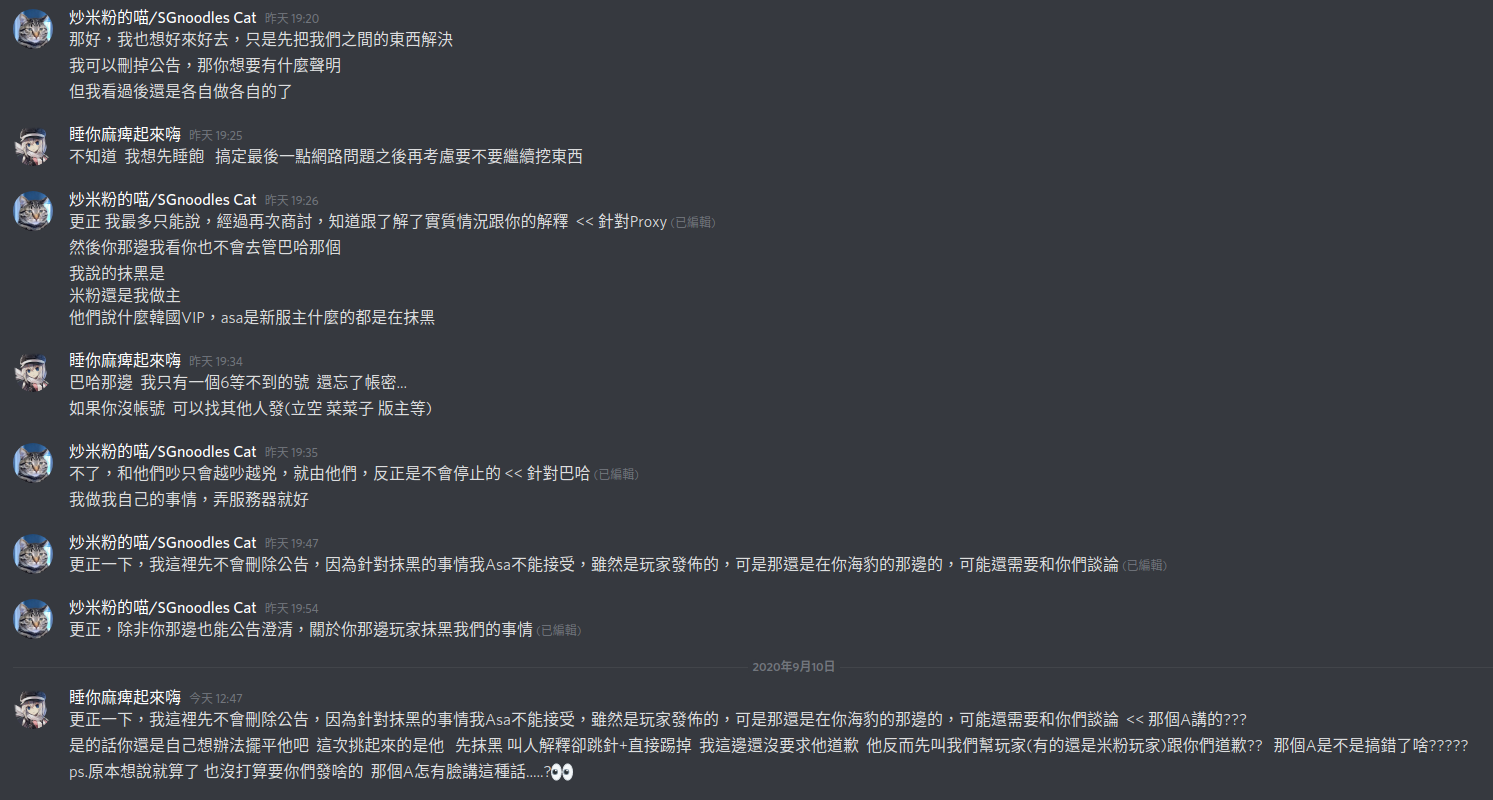 炒米粉的喵/SGnoodles Cat 昨天 19:20
那好，我也想好來好去，只是先把我們之間的東西解決
我可以刪掉公告，那你想要有什麼聲明
但我看過後還是各自做各自的了
睡你麻痺起來嗨 昨天 19:25
不知道 我想先睡飽 搞定最後一點網路問題之後再考慮要不要繼續挖東西
炒米粉的喵/SGnoodles Cat 昨天 19:26
更正 我最多只能說，經過再次商討，知道跟了解了實質情況跟你的解釋 << 針對Proxy (已編輯)
然後你那邊我看你也不會去管巴哈那個
我說的抹黑是
米粉還是我做主
他們說什麼韓國VIP，asa是新服主什麼的都是在抹黑
睡你麻痺起來嗨 昨天 19:34
巴哈那邊 我只有一個6等不到的號 還忘了帳密...
如果你沒帳號 可以找其他人發(立空 菜菜子 版主等)
炒米粉的喵/SGnoodles Cat 昨天 19:35
不了，和他們吵只會越吵越兇，就由他們，反正是不會停止的 << 針對巴哈 (已編輯)
我做我自己的事情，弄服務器就好
炒米粉的喵/SGnoodles Cat 昨天 19:47
更正一下，我這裡先不會刪除公告，因為針對抹黑的事情我Asa不能接受，雖然是玩家發佈的，可是那還是在你海豹的那邊的，可能還需要和你們談論 (已編輯)
炒米粉的喵/SGnoodles Cat 昨天 19:54
更正，除非你那邊也能公告澄清，關於你那邊玩家抹黑我們的事情 (已編輯)
2020年9月10日
睡你麻痺起來嗨 今天 12:47
更正一下，我這裡先不會刪除公告，因為針對抹黑的事情我Asa不能接受，雖然是玩家發佈的，可是那還是在你海豹的那邊的，可能還需要和你們談論 << 那個A講的???
是的話你還是自己想辦法擺平他吧 這次挑起來的是他 先抹黑 叫人解釋卻跳針+直接踢掉 我這邊還沒要求他道歉 他反而先叫我們幫玩家(有的還是米粉玩家)跟你們道歉?? 那個A是不是搞錯了啥?????
ps.原本想說就算了 也沒打算要你們發啥的 那個A怎有臉講這種話.....?👀